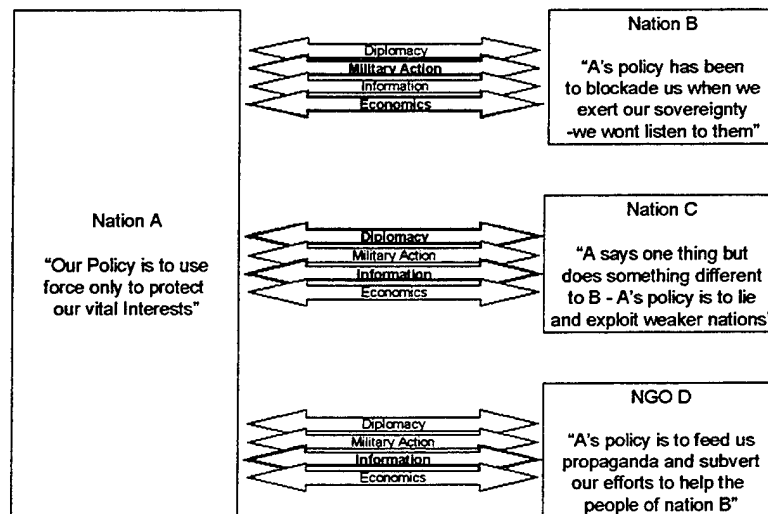 Nation A
“Our Policy is to use
force only to protect
our vital Interests”
Diplomacy
Military Action
Information
Economics
Nation B
“A's policy has been
to blockade us when we
exert our sovereignty
-we wont listen to them”
Diplomacy
Military Action
Information
Economics
Nation C
“A says one thing but
does something different
to B - A's policy is to lie
and exploit weaker nations”
Diplomacy
Military Action
Information
Economics
NGO D
“A's policy is to feed us
propaganda and subvert
our efforts to help the
people of nation B”